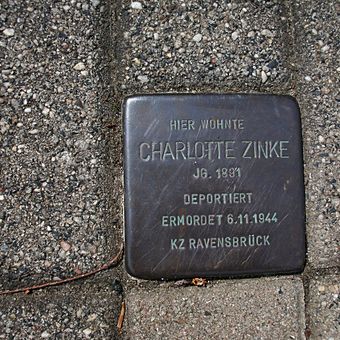 HIER WOHNTE
CHARLOTTE ZINKE
JG. 1891
DEPORTIERT
ERMORDET 6.11.1944
KZ RAVENSBRÜCK